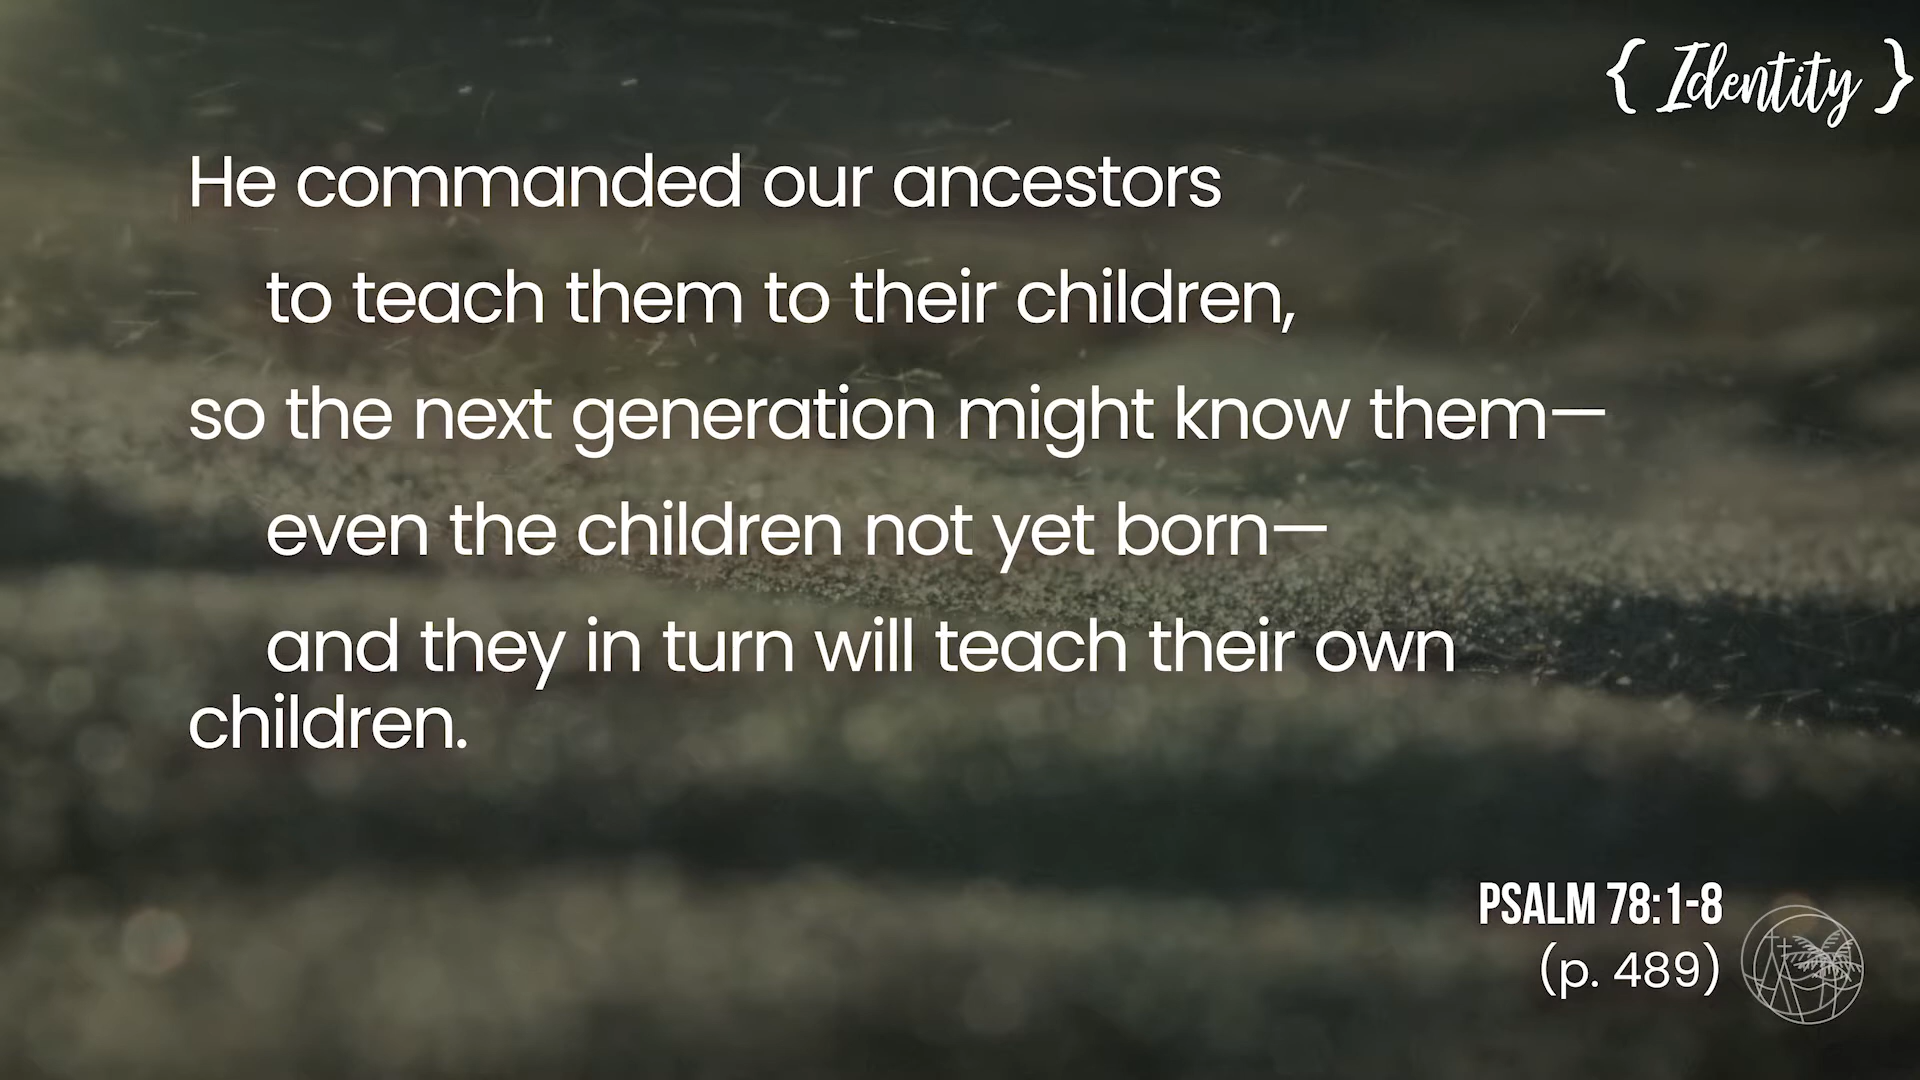 { Identity }
He commanded our ancestors
to teach them to their children,
so the next generation might know them—
even the children not yet born—
and they in turn will teach their own
children.
PSALM 78:1-8
(p. 489)